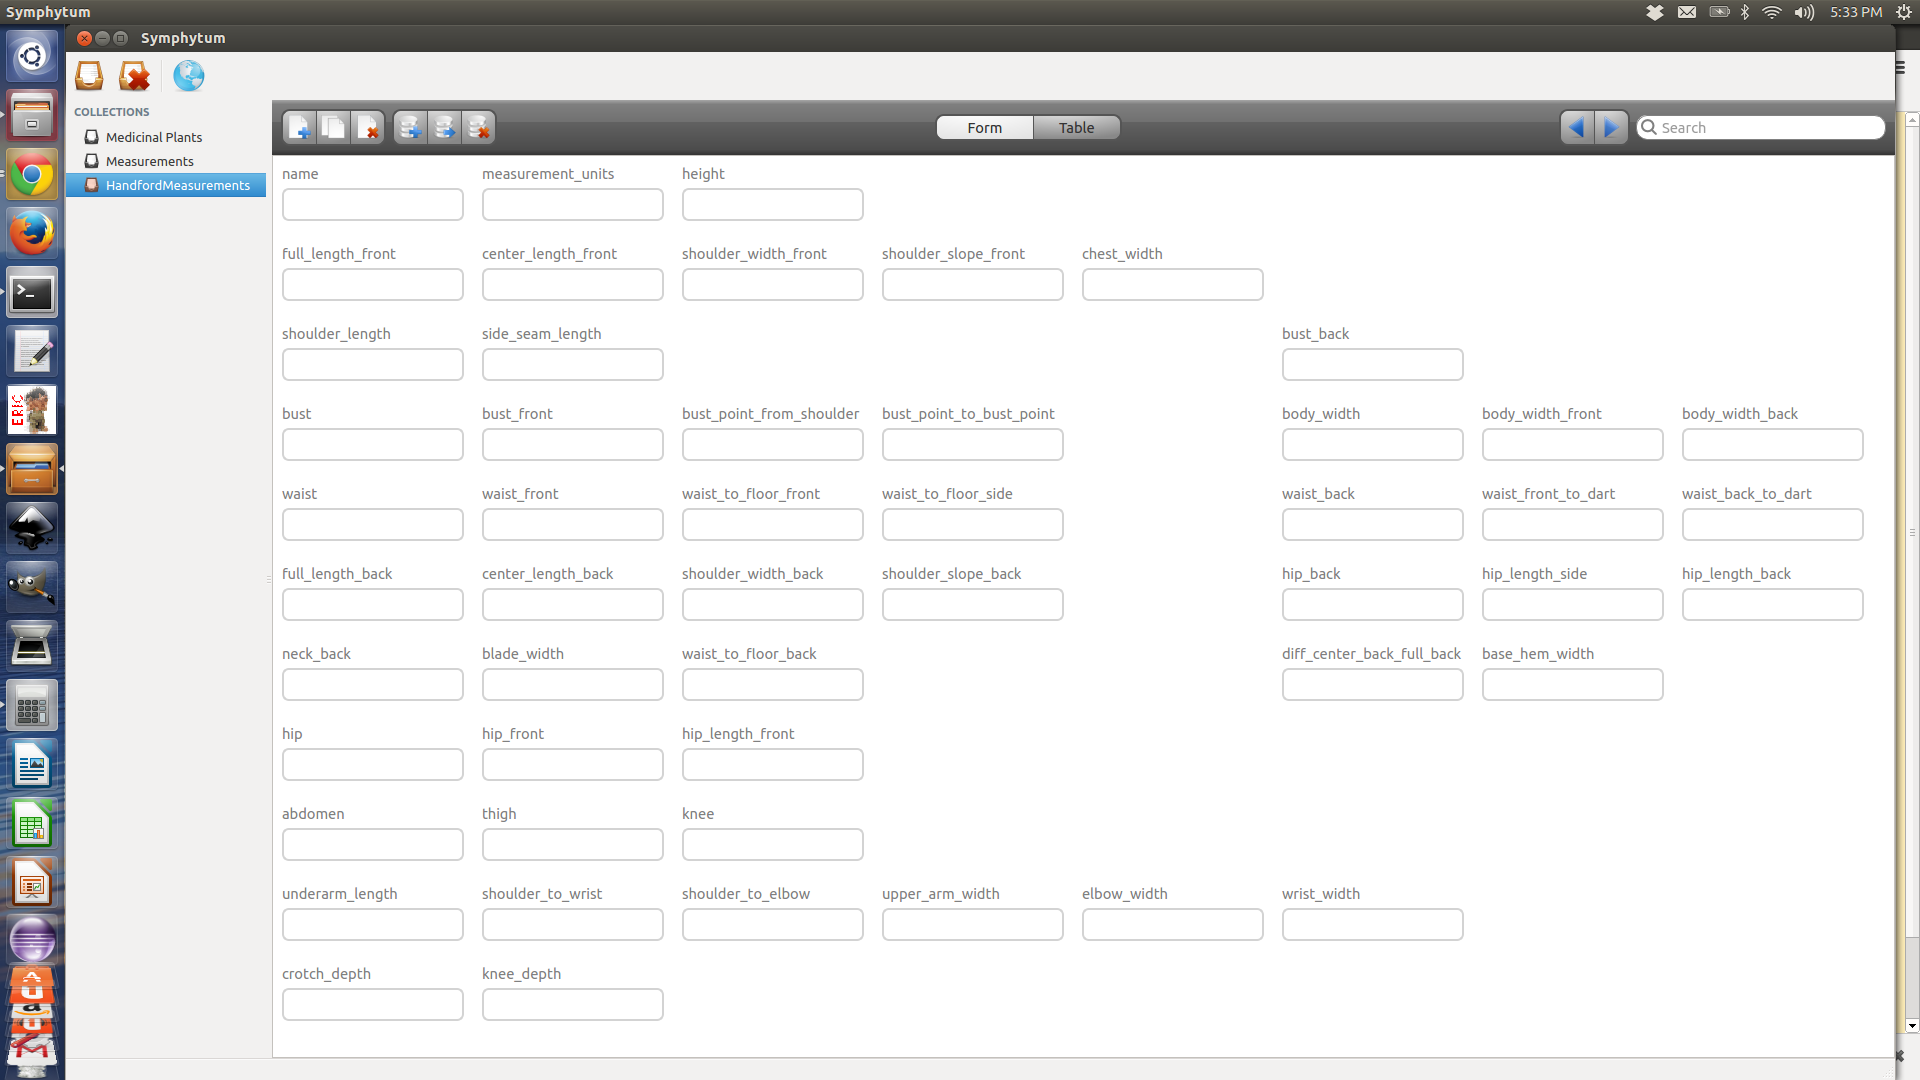 Symphytum
5:33 PM
Symphytum
COLLECTIONS
Medicinal Plants
Measurements
HandfordMeasurements
Form Table
Search
name measurement_units height
full_length_front center_length_front shoulder_width_front shoulder_slope_front chest_width
shoulder_length side_seam_length bust_back
bust bust_front bust_point_from_shoulder bust_point_to_bust_point body_width body_width_front body_width_back
waist waist_front waist_to_floor_front waist_to_floor_side waist_back waist_front_to_dart waist_back_to_dart
full_length_back center_length_back shoulder_width_back shoulder_slope_back hip_back hip_length_side hip_length_back
neck_back blade_width waist_to_floor_back diff_center_back_full_back base_hem_width
hip hip_front hip_length_front
abdomen thigh knee
underarm_length shoulder_to_wrist shoulder_to_elbow upper_arm_width elbow_width wrist_width
crotch_depth knee_depth
ERIC